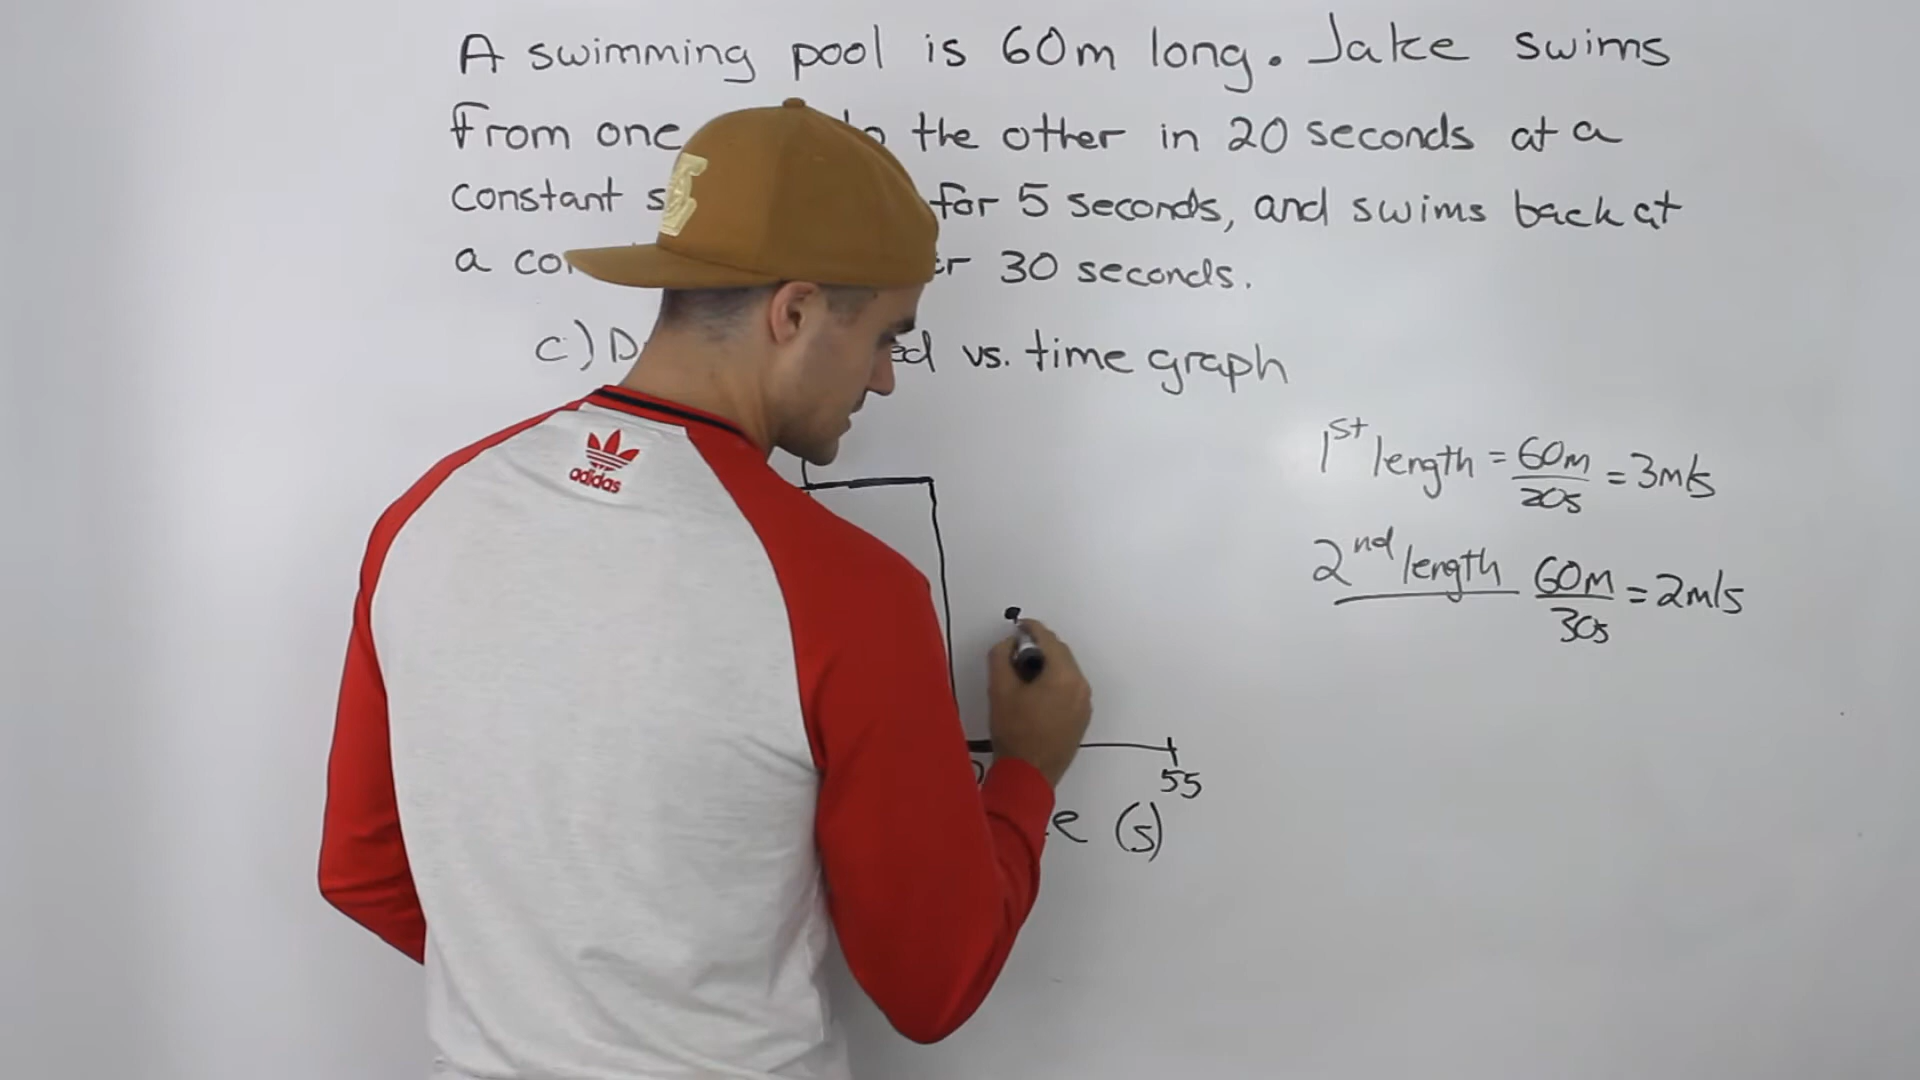 A swimming pool is 60m long. Jake swims
from one to the other in 20 seconds at a
constant for 5 seconds, and swims back at
a 30 seconds.
c) vs. time graph
1st length = 60m/20s = 3m/s
2nd length 60m/30s = 2m/s
adidas
55
(s)